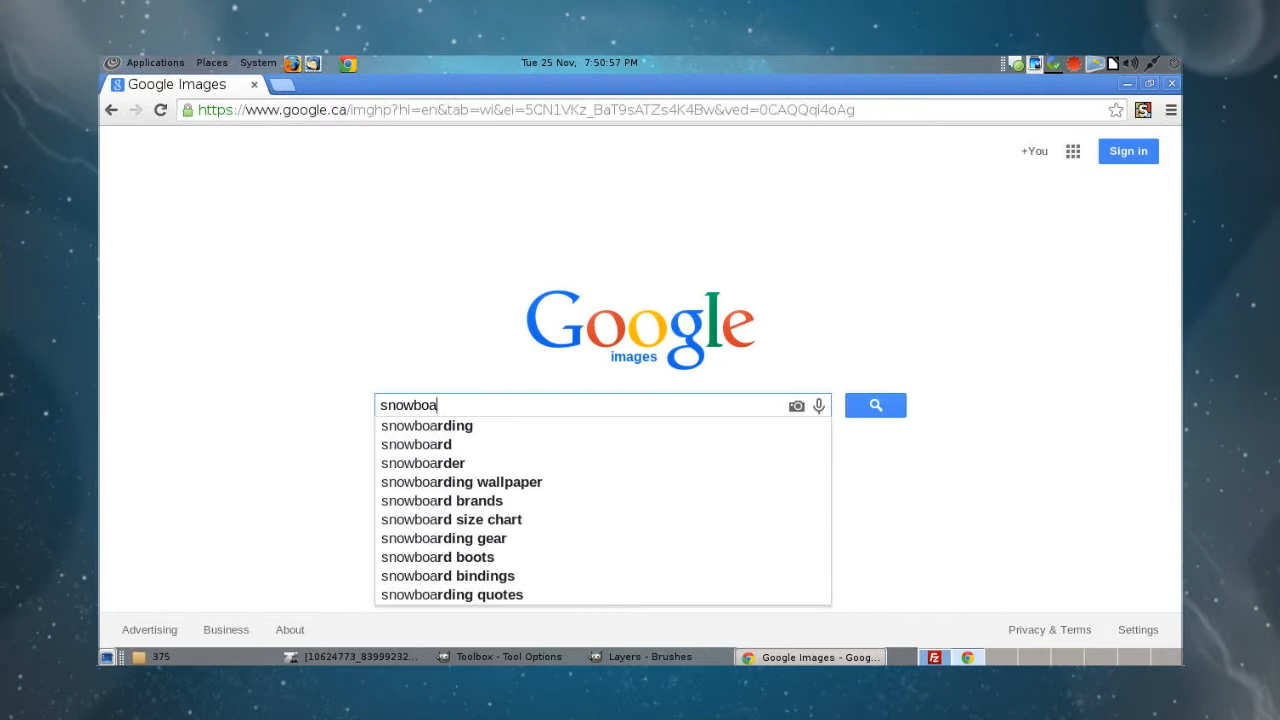 Applications Places System Tue 25 Nov, 7:50:57 PM
Google Images
https://www.google.ca/imghp?hl=en&tab=wi&ei=5CN1VKz_BaT9sATZs4K4Bw&ved=0CAQQqi4oAg
+You Sign in
Google
images
snowboa
snowboarding
snowboard
snowboarder
snowboarding wallpaper
snowboard brands
snowboard size chart
snowboarding gear
snowboard boots
snowboard bindings
snowboarding quotes
Advertising Business About Privacy & Terms Settings
375 [10624773_83999232... Toolbox - Tool Options Layers - Brushes Google Images - Goog...